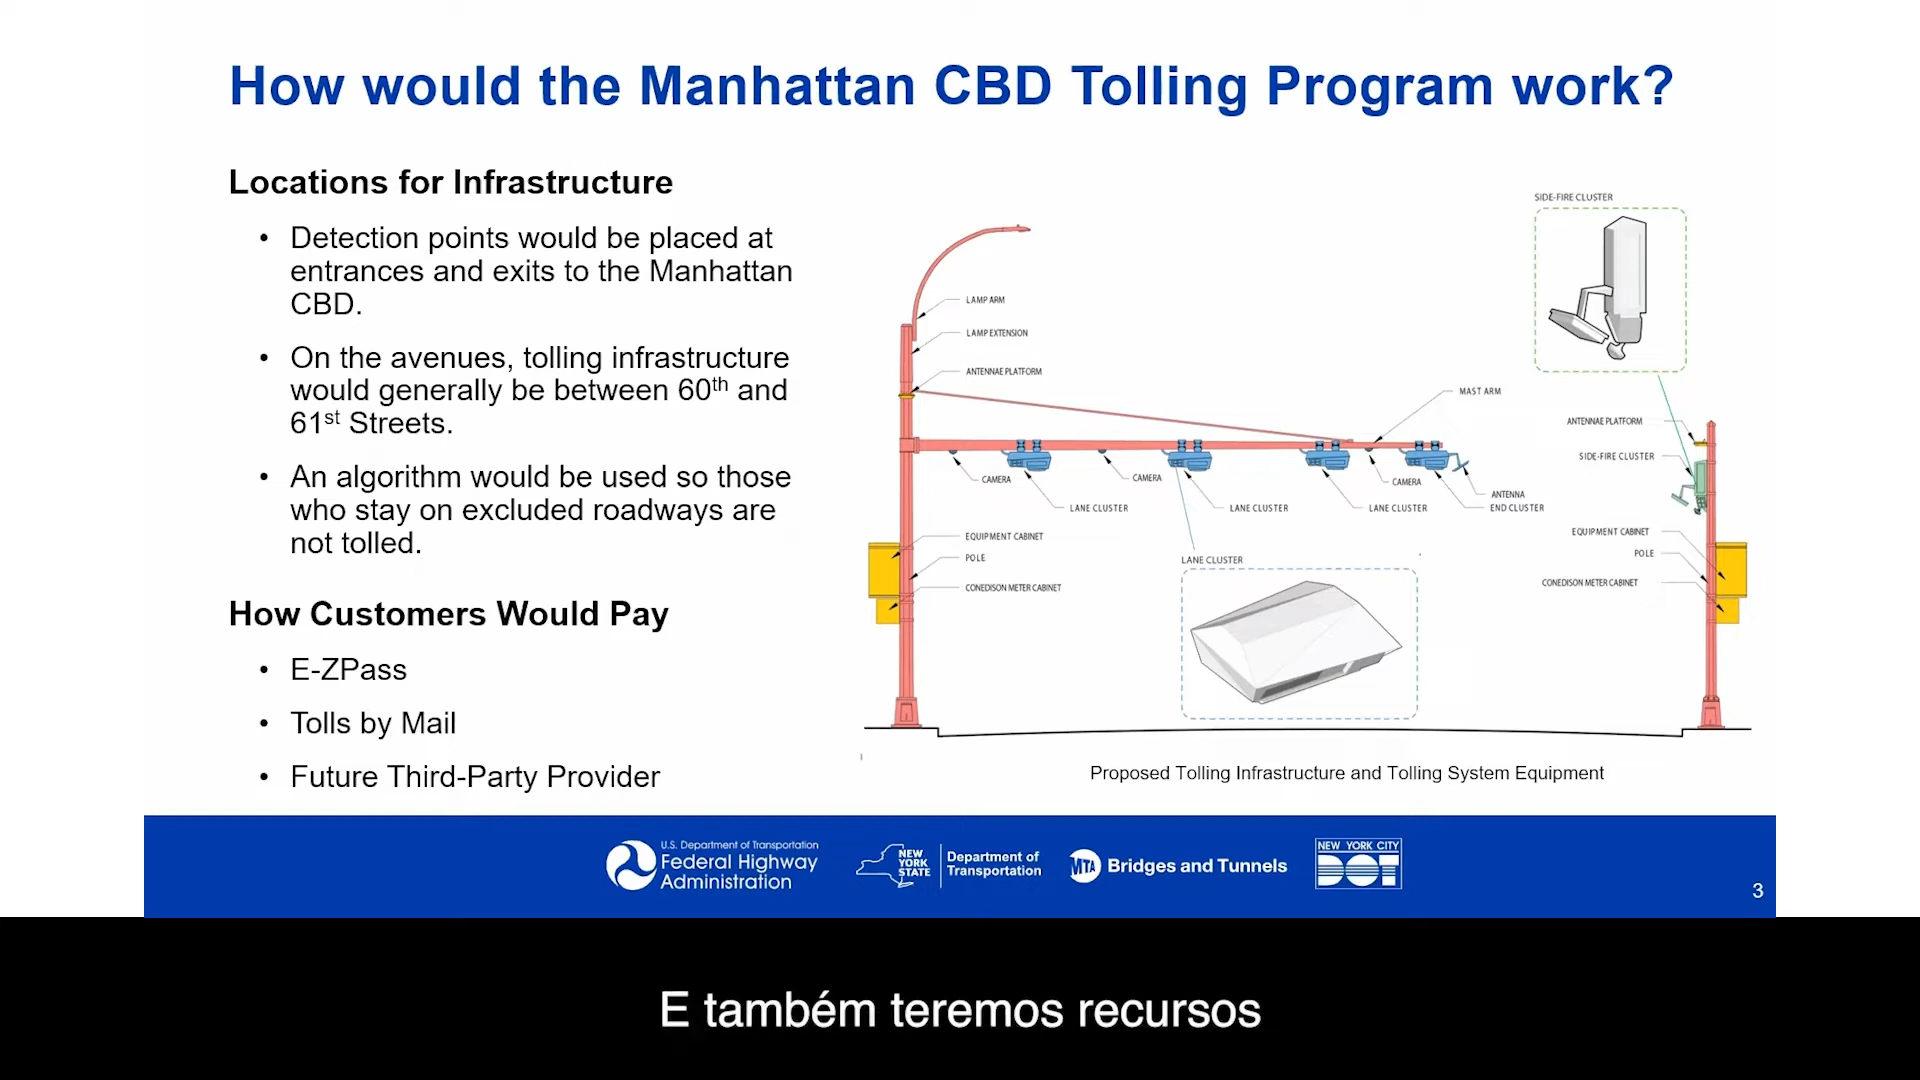 How would the Manhattan CBD Tolling Program work?
Locations for Infrastructure
• Detection points would be placed at
entrances and exits to the Manhattan
CBD.
• On the avenues, tolling infrastructure
would generally be between 60th and
61st Streets.
• An algorithm would be used so those
who stay on excluded roadways are
not tolled.
How Customers Would Pay
• E-ZPass
• Tolls by Mail
• Future Third-Party Provider
SIDE-FIRE CLUSTER
LAMP ARM
LAMP EXTENSION
ANTENNAE PLATFORM
MAST ARM
CAMERA
LANE CLUSTER
CAMERA
LANE CLUSTER
LANE CLUSTER
CAMERA
ANTENNA
END CLUSTER
EQUIPMENT CABINET
POLE
CONEDISON METER CABINET
LANE CLUSTER
ANTENNAE PLATFORM
SIDE-FIRE CLUSTER
EQUIPMENT CABINET
POLE
CONEDISON METER CABINET
Proposed Tolling Infrastructure and Tolling System Equipment
U.S. Department of Transportation
Federal Highway
Administration
NEW
YORK
STATE
Department of
Transportation
MTA Bridges and Tunnels
NEW YORK CITY
DOT
3
E também teremos recursos